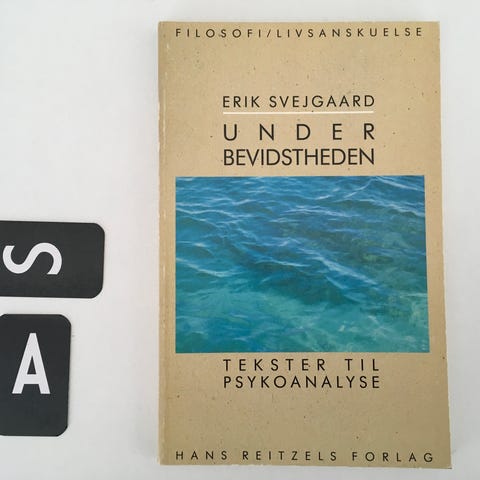 FILOSOFI/LIVSANSKUELSE
ERIK SVEJGAARD
UNDER
BEVIDSTHEDEN
TEKSTER TIL
PSYKOANALYSE
HANS REITZELS FORLAG
S
A